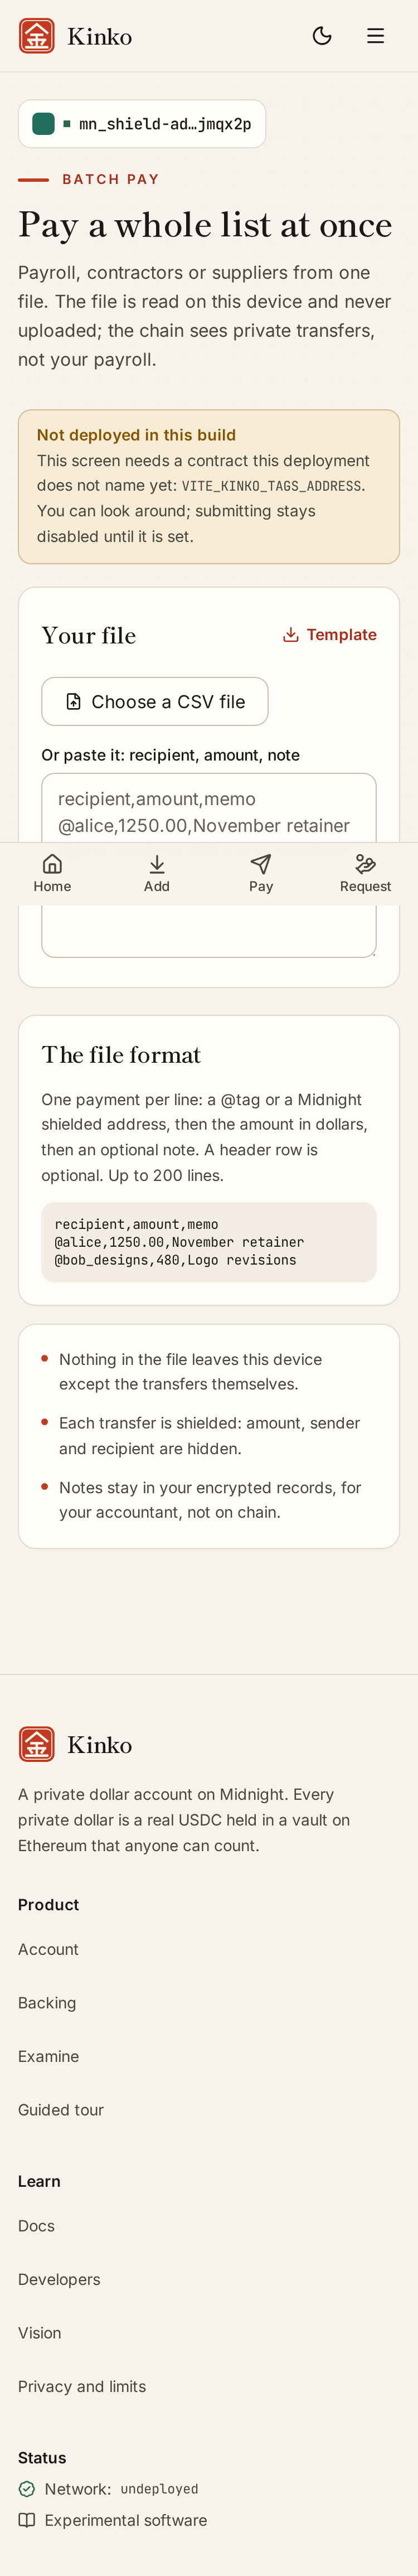 金 Kinko
mn_shield-ad…jmqx2p
BATCH PAY
Pay a whole list at once
Payroll, contractors or suppliers from one
file. The file is read on this device and never
uploaded; the chain sees private transfers,
not your payroll.
Not deployed in this build
This screen needs a contract this deployment
does not name yet: VITE_KINKO_TAGS_ADDRESS.
You can look around; submitting stays
disabled until it is set.
Your file
Template
Choose a CSV file
Or paste it: recipient, amount, note
recipient,amount,memo
@alice,1250.00,November retainer
Home
Add
Pay
Request
The file format
One payment per line: a @tag or a Midnight
shielded address, then the amount in dollars,
then an optional note. A header row is
optional. Up to 200 lines.
recipient,amount,memo
@alice,1250.00,November retainer
@bob_designs,480,Logo revisions
Nothing in the file leaves this device
except the transfers themselves.
Each transfer is shielded: amount, sender
and recipient are hidden.
Notes stay in your encrypted records, for
your accountant, not on chain.
金 Kinko
A private dollar account on Midnight. Every
private dollar is a real USDC held in a vault on
Ethereum that anyone can count.
Product
Account
Backing
Examine
Guided tour
Learn
Docs
Developers
Vision
Privacy and limits
Status
Network: undeployed
Experimental software